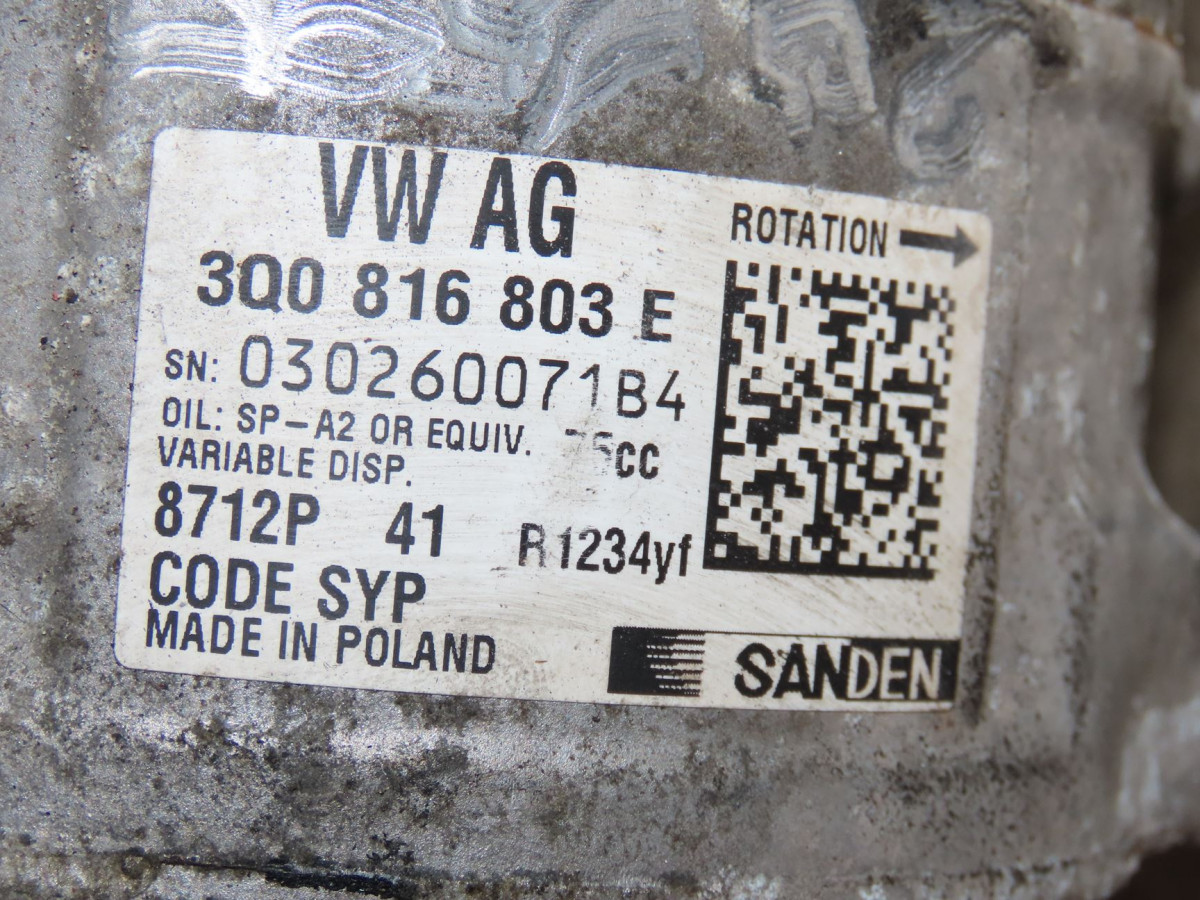 VW AG
ROTATION
3Q0 816 803 E
SN: 030260071B4
OIL: SP-A2 OR EQUIV. 75cc
VARIABLE DISP.
8712P 41
R1234yf
CODE SYP
MADE IN POLAND
SANDEN